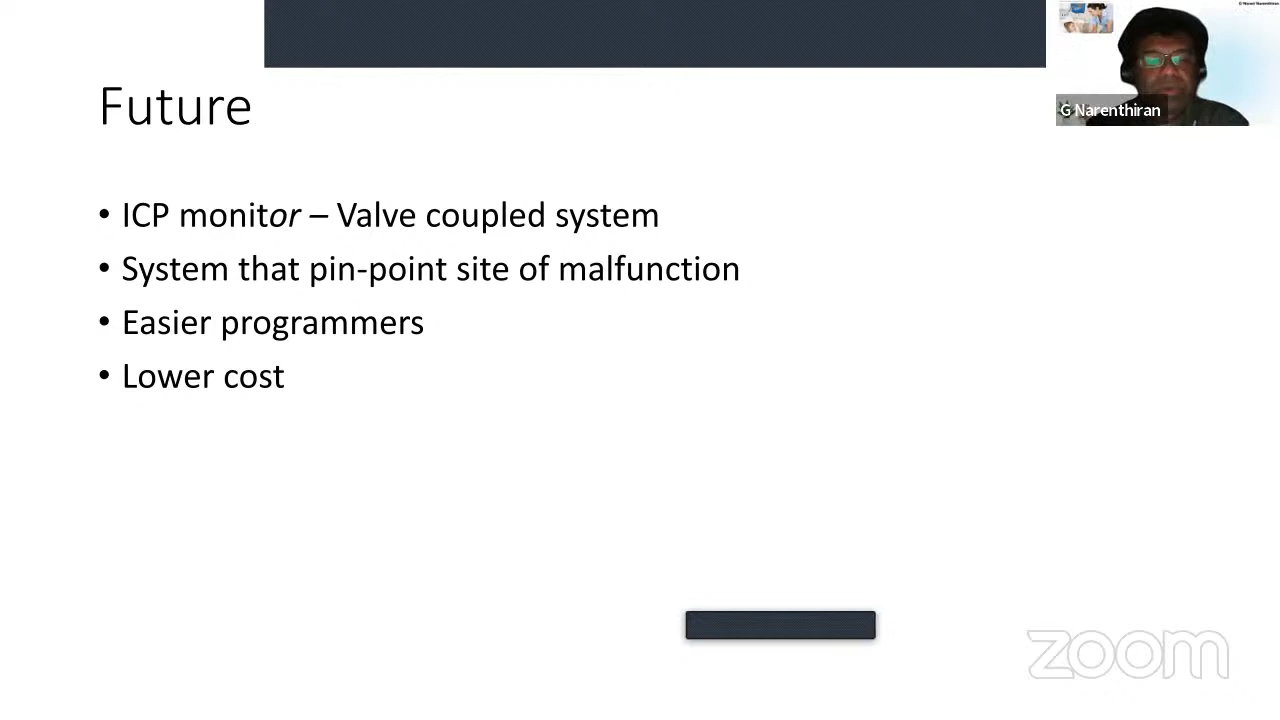 Future
• ICP monitor – Valve coupled system
• System that pin-point site of malfunction
• Easier programmers
• Lower cost
G Narenthiran
zoom